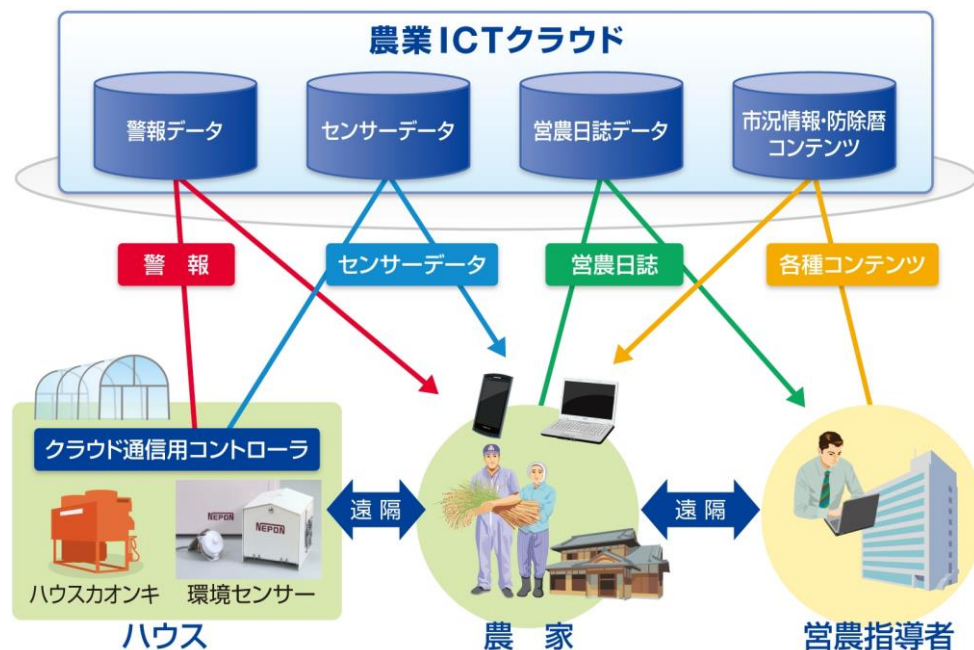 農業ICTクラウド
警報データ
センサーデータ
営農日誌データ
市況情報・防除暦
コンテンツ
警 報
センサーデータ
営農日誌
各種コンテンツ
クラウド通信用コントローラ
遠 隔
遠 隔
NEPON
NEPON
ハウスカオンキ
環境センサー
ハウス
農 家
営農指導者